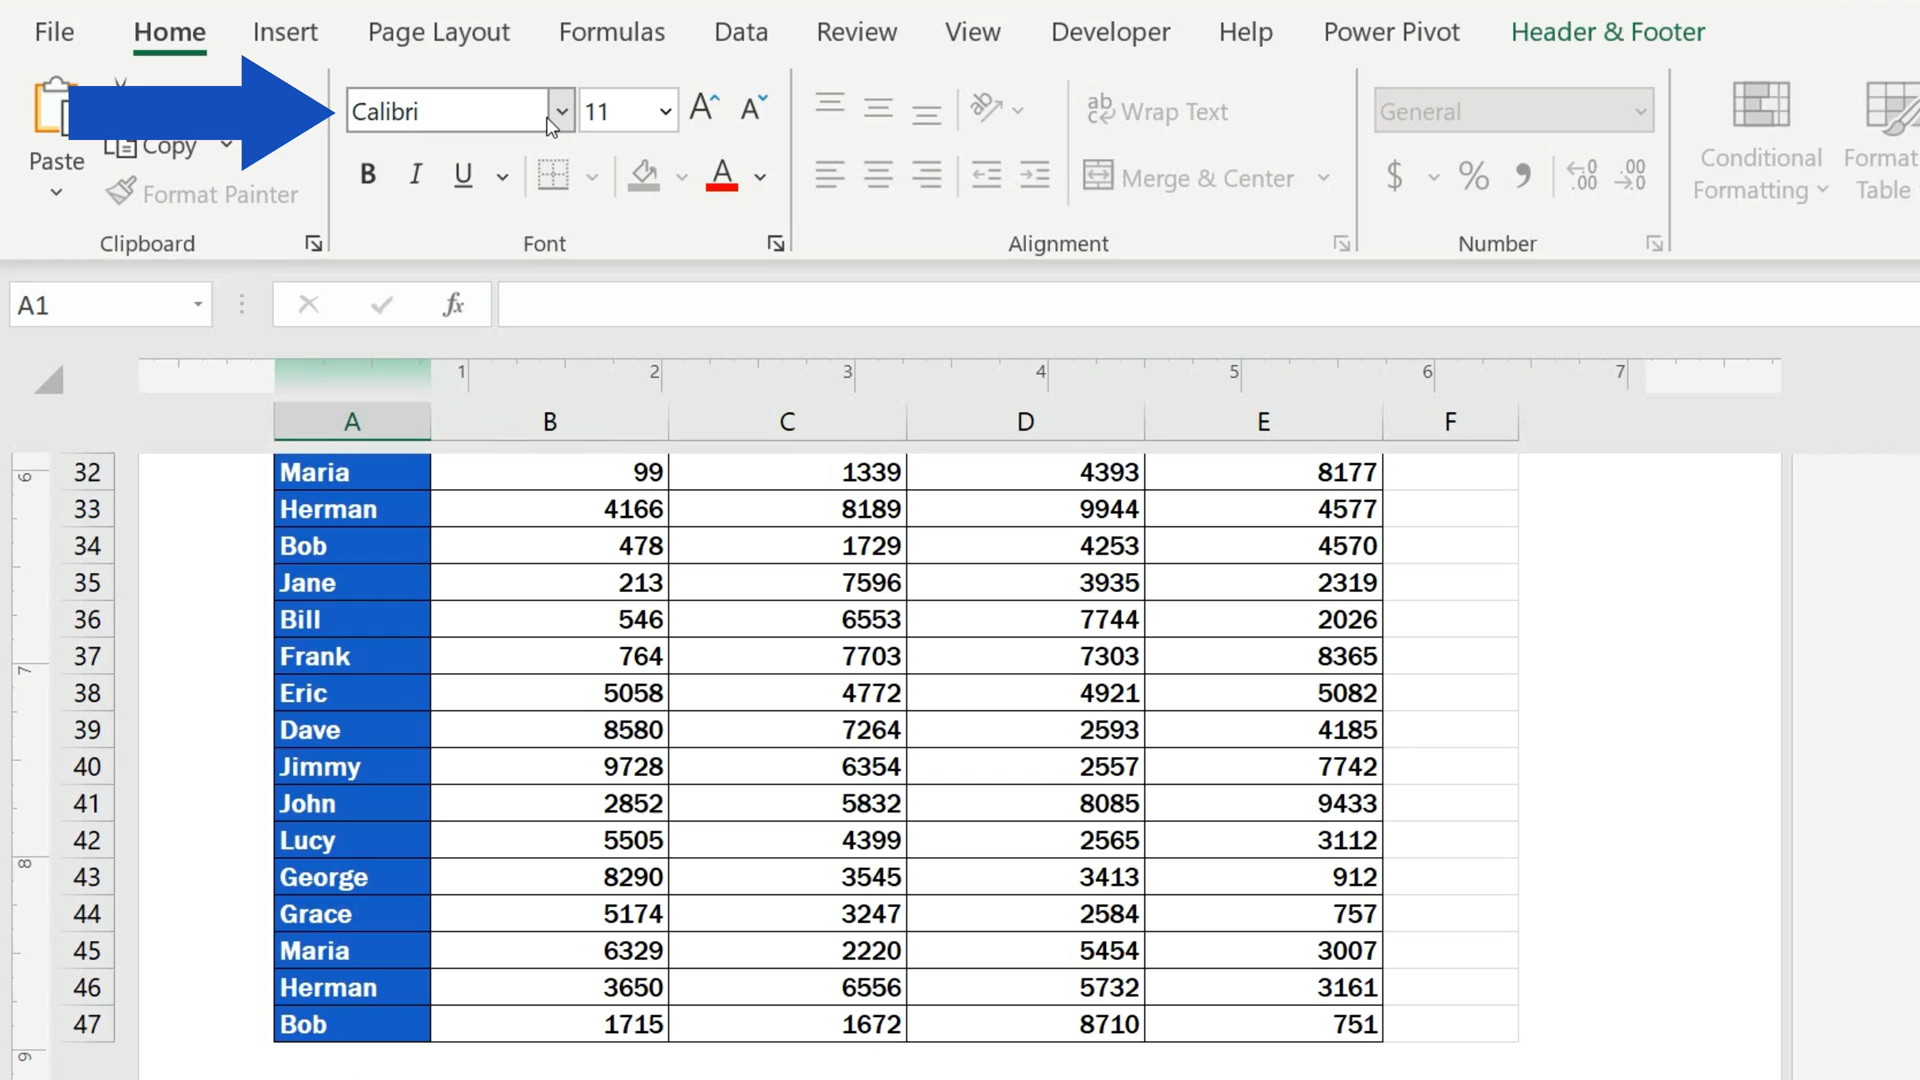 File Home Insert Page Layout Formulas Data Review View Developer Help Power Pivot Header & Footer
Paste
Copy
Format Painter
Clipboard
Calibri 11
B I U A
Font
ab Wrap Text
Merge & Center
Alignment
General
$ % , .00 .00
Number
Conditional Formatting
Format
Table
A1 fx
1 2 3 4 5 6 7
A B C D E F
32 Maria 99 1339 4393 8177
33 Herman 4166 8189 9944 4577
34 Bob 478 1729 4253 4570
35 Jane 213 7596 3935 2319
36 Bill 546 6553 7744 2026
37 Frank 764 7703 7303 8365
38 Eric 5058 4772 4921 5082
39 Dave 8580 7264 2593 4185
40 Jimmy 9728 6354 2557 7742
41 John 2852 5832 8085 9433
42 Lucy 5505 4399 2565 3112
43 George 8290 3545 3413 912
44 Grace 5174 3247 2584 757
45 Maria 6329 2220 5454 3007
46 Herman 3650 6556 5732 3161
47 Bob 1715 1672 8710 751
6
7
8
9